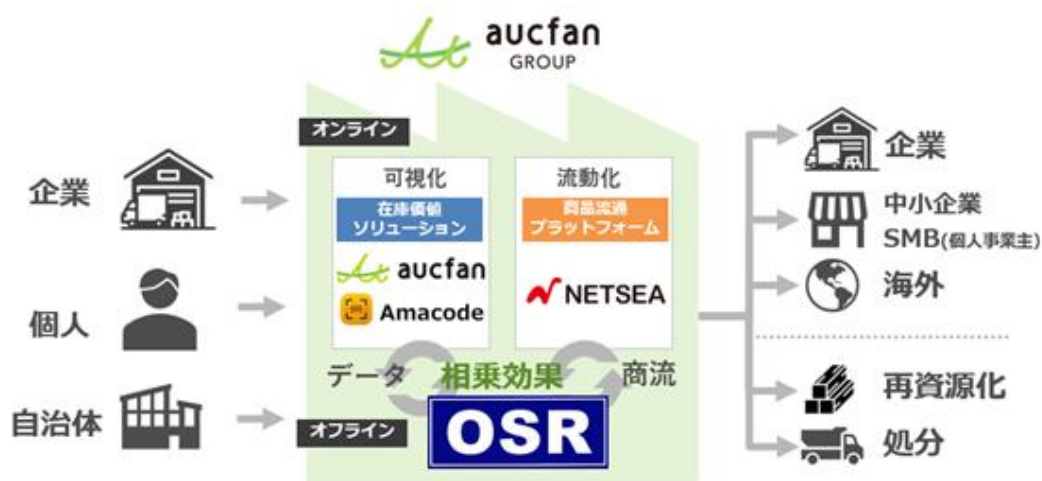 aucfan
GROUP
オンライン
企業
個人
自治体
可視化
在庫価値
ソリューション
aucfan
Amacode
流動化
商品流通
プラットフォーム
NETSEA
データ
相乗効果
商流
オフライン
OSR
企業
中小企業
SMB(個人事業主)
海外
再資源化
処分